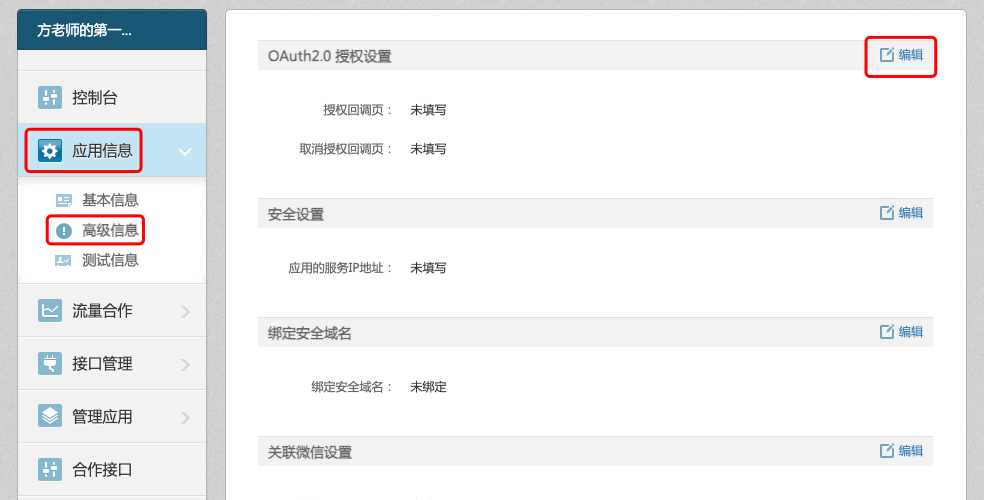 方老师的第一...
控制台
应用信息
基本信息
高级信息
测试信息
流量合作
接口管理
管理应用
合作接口
OAuth2.0 授权设置
编辑
授权回调页： 未填写
取消授权回调页： 未填写
安全设置
编辑
应用的服务IP地址： 未填写
绑定安全域名
编辑
绑定安全域名： 未绑定
关联微信设置
编辑